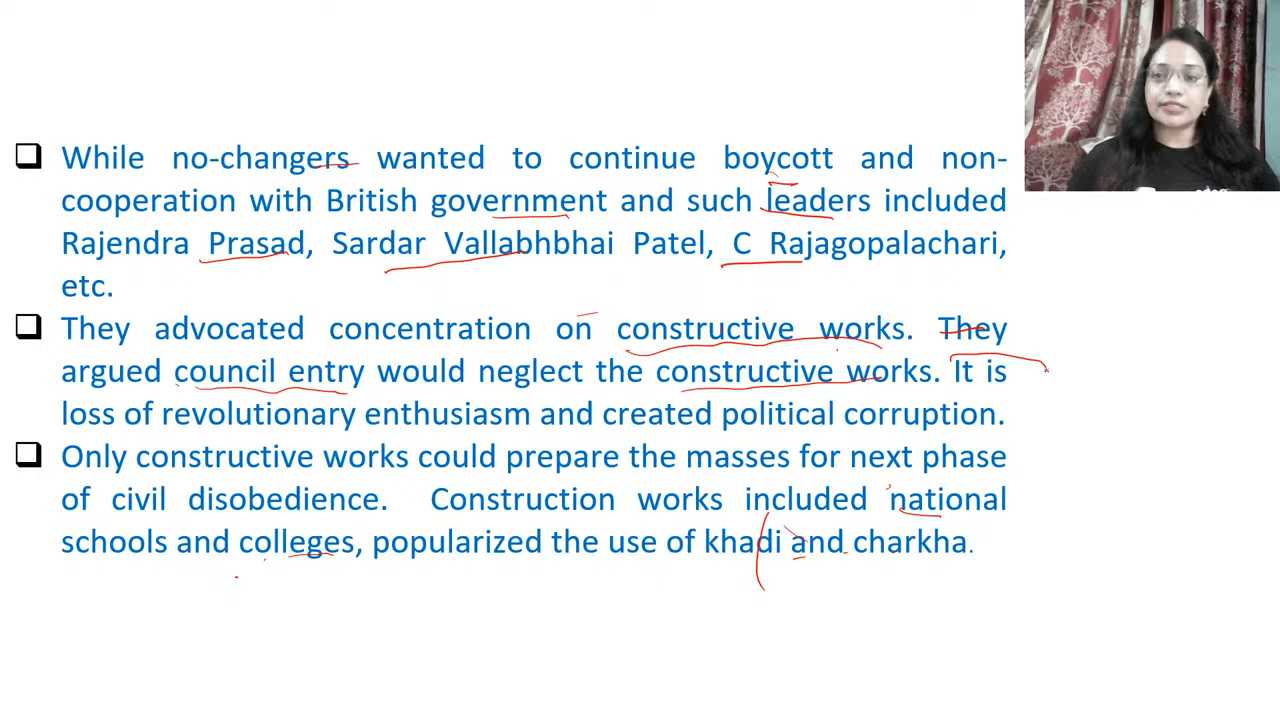 While no-changers wanted to continue boycott and non-
cooperation with British government and such leaders included
Rajendra Prasad, Sardar Vallabhbhai Patel, C Rajagopalachari,
etc.
They advocated concentration on constructive works. They
argued council entry would neglect the constructive works. It is
loss of revolutionary enthusiasm and created political corruption.
Only constructive works could prepare the masses for next phase
of civil disobedience. Construction works included national
schools and colleges, popularized the use of khadi and charkha.